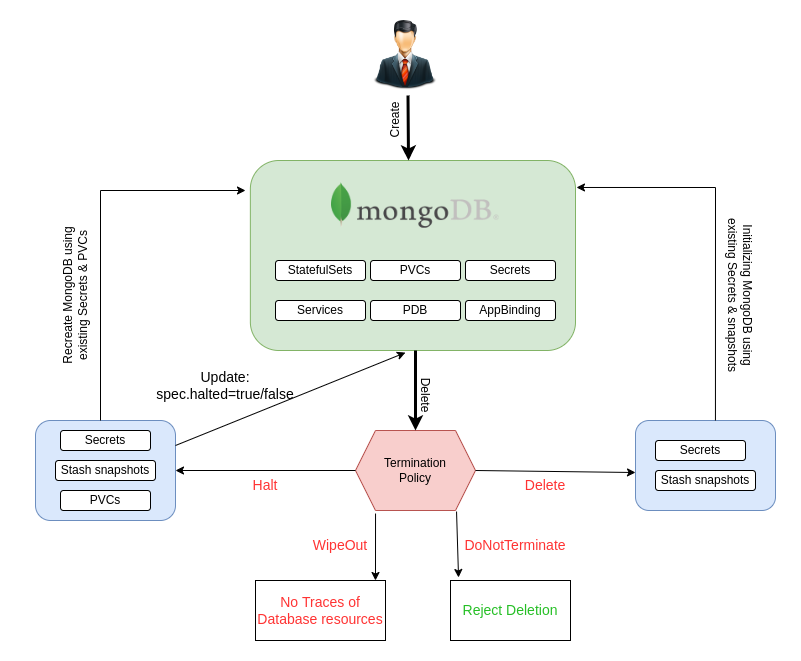 Create
mongoDB
StatefulSets
PVCs
Secrets
Services
PDB
AppBinding
Recreate MongoDB using
existing Secrets & PVCs
Initializing MongoDB using
existing Secrets & snapshots
Update:
spec.halted=true/false
Delete
Secrets
Stash snapshots
PVCs
Termination
Policy
Secrets
Stash snapshots
Halt
Delete
WipeOut
DoNotTerminate
No Traces of
Database resources
Reject Deletion